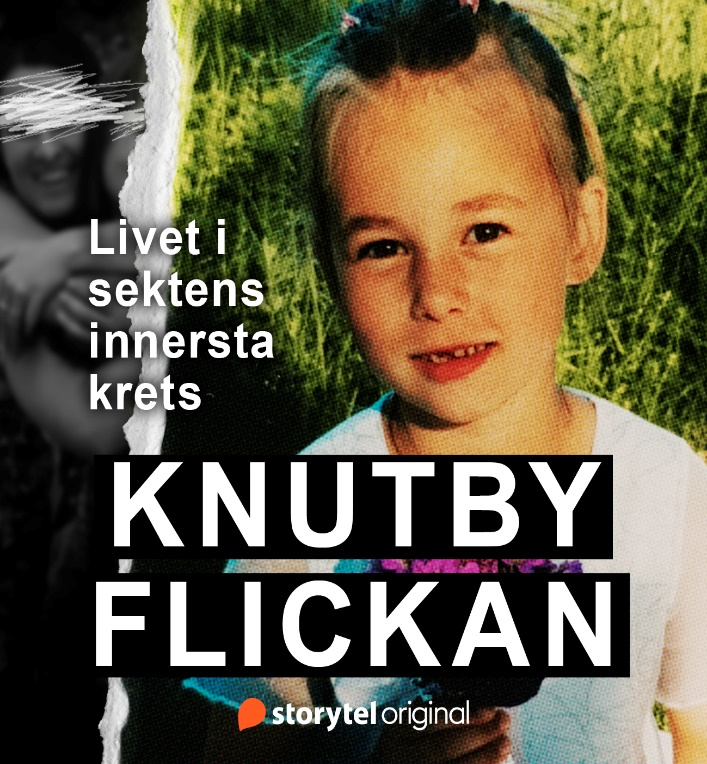 Livet i
sektens
innersta
krets
KNUTBY
FLICKAN
storytel original